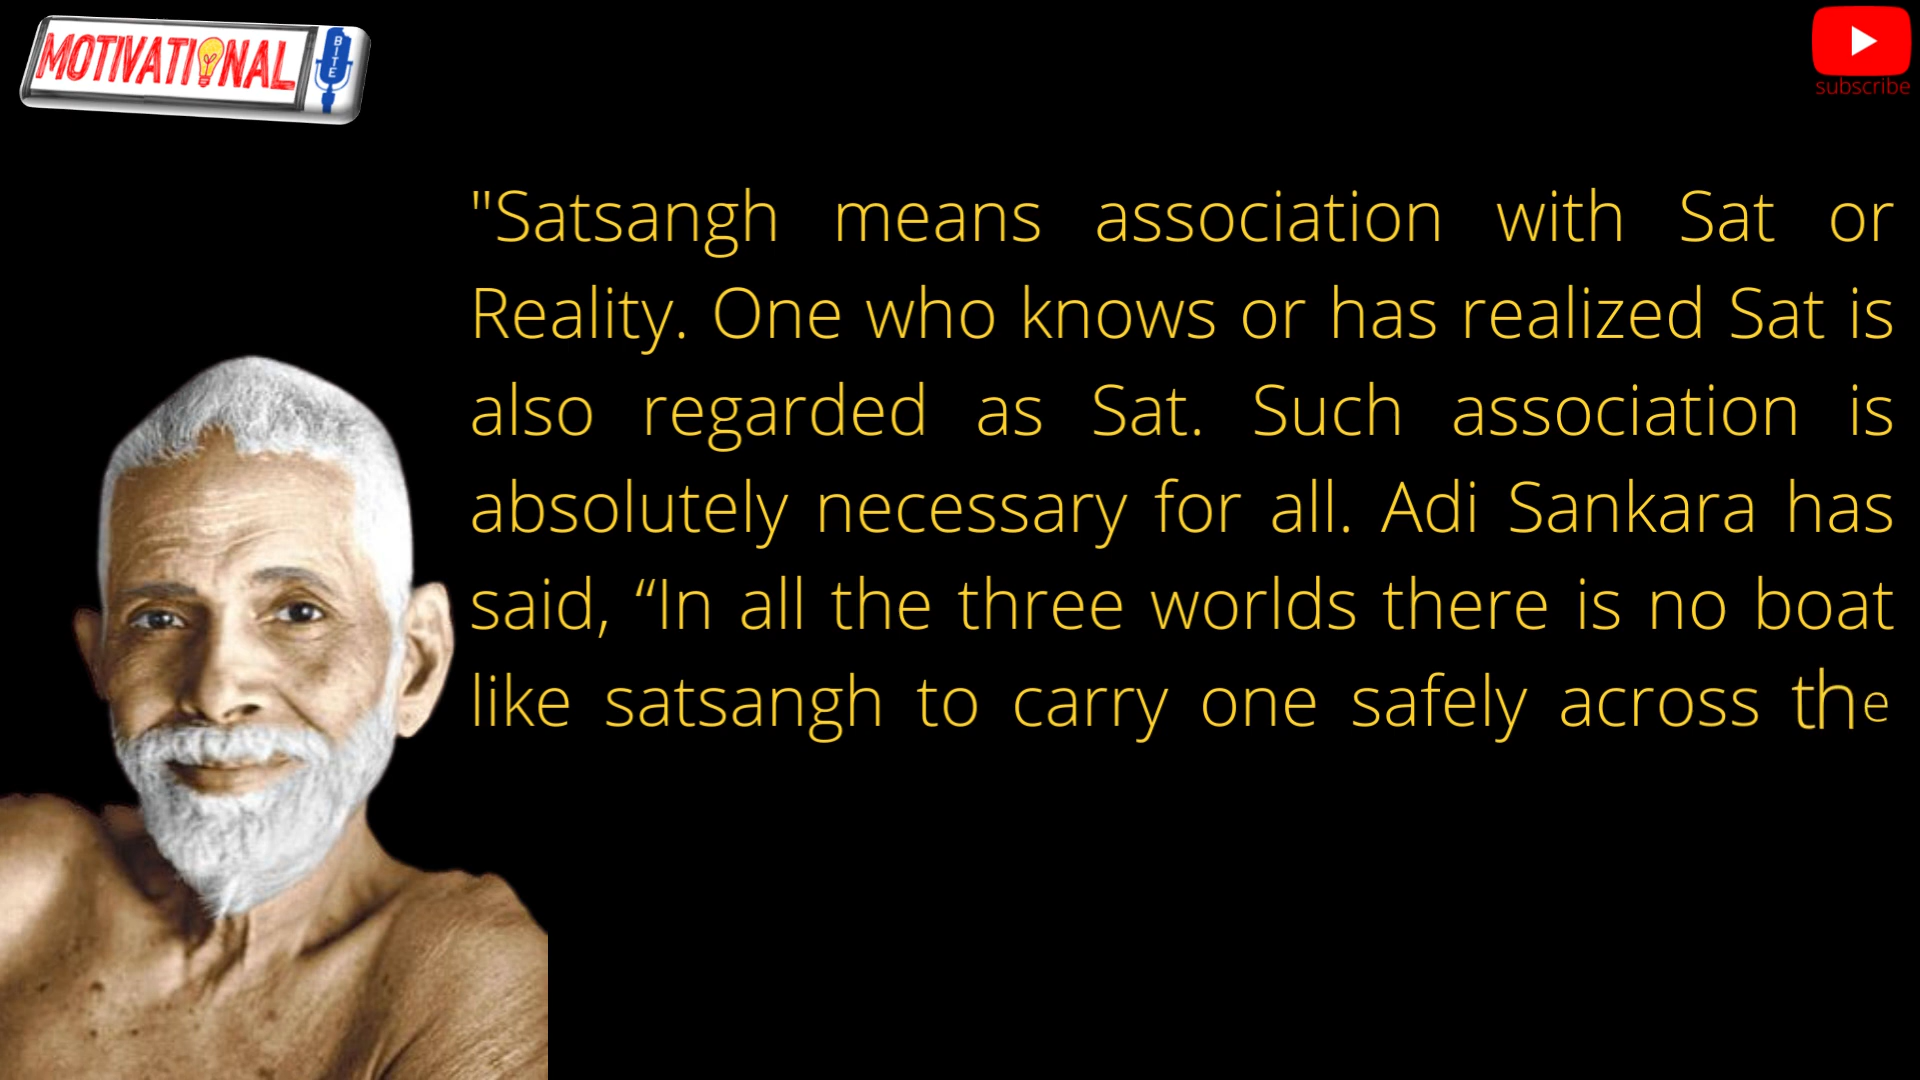 MOTIVATIONAL
BITE
subscribe
"Satsangh means association with Sat or
Reality. One who knows or has realized Sat is
also regarded as Sat. Such association is
absolutely necessary for all. Adi Sankara has
said, “In all the three worlds there is no boat
like satsangh to carry one safely across the